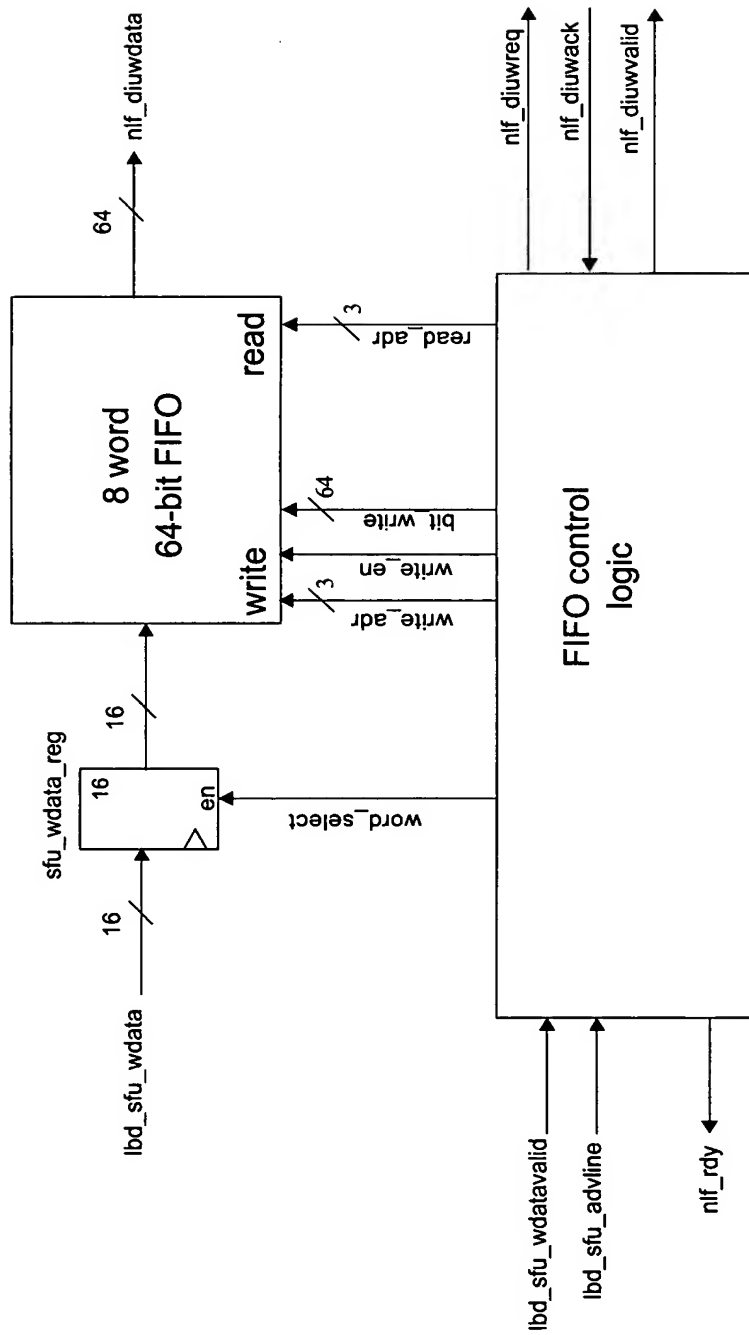 nlf_diuwdata
64
8 word
64-bit FIFO
write
read
16
sfu_wdata_reg
16
en
16
lbd_sfu_wdata
word_select
3
write_adr
write_en
64
bit_write
3
read_adr
FIFO control
logic
nlf_diuwreq
nlf_diuwack
nlf_diuwvalid
lbd_sfu_wdatavalid
lbd_sfu_advline
nlf_rdy